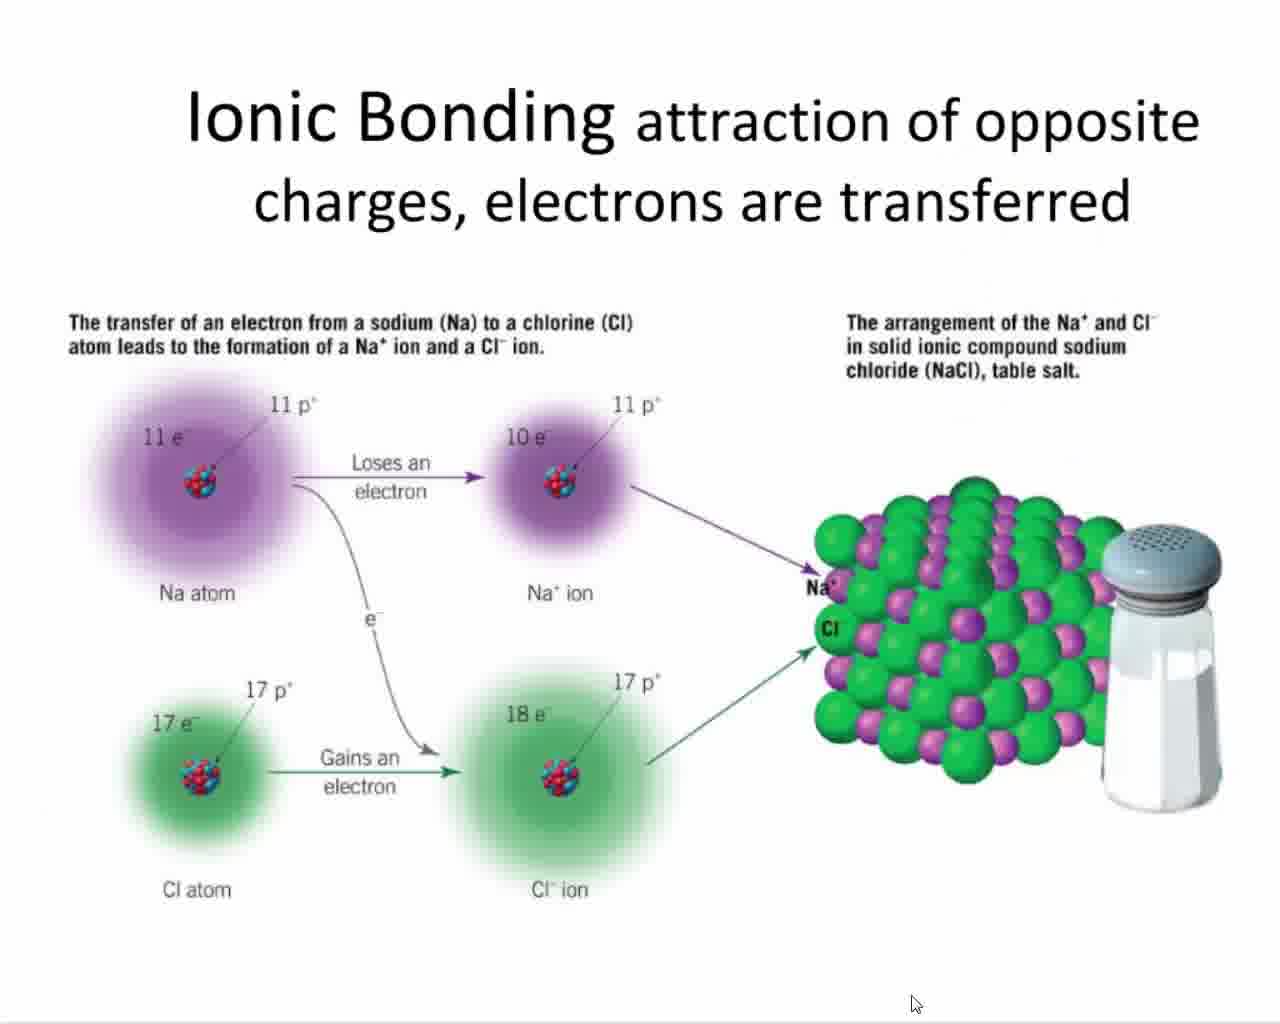 Ionic Bonding attraction of opposite
charges, electrons are transferred
The transfer of an electron from a sodium (Na) to a chlorine (Cl)
atom leads to the formation of a Na⁺ ion and a Cl⁻ ion.
The arrangement of the Na⁺ and Cl⁻
in solid ionic compound sodium
chloride (NaCl), table salt.
11 p⁺
11 e⁻
Na atom
Loses an
electron
11 p⁺
10 e⁻
Na⁺ ion
e⁻
17 p⁺
17 e⁻
Cl atom
Gains an
electron
17 p⁺
18 e⁻
Cl⁻ ion
Na⁺
Cl